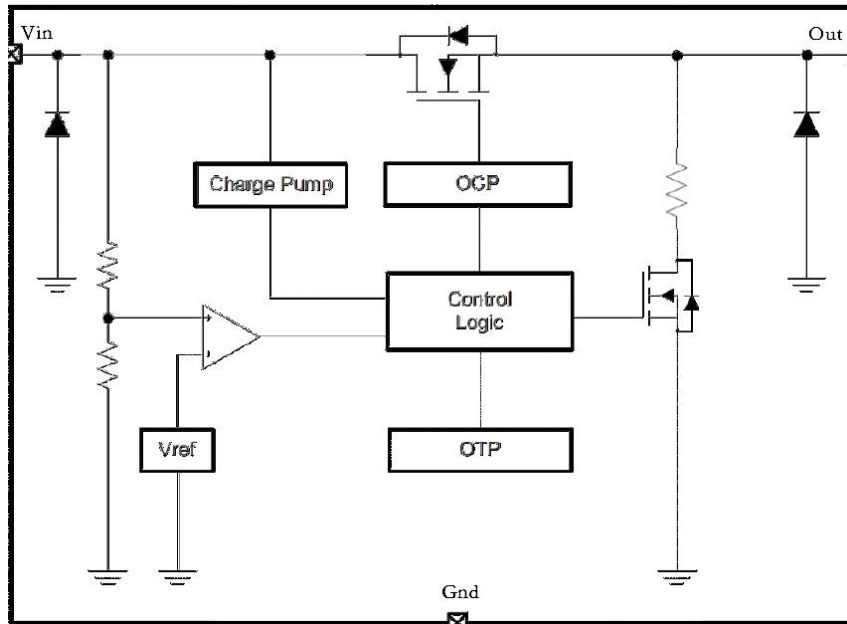 Vin
Out
Charge Pump
OCP
Control
Logic
Vref
OTP
Gnd